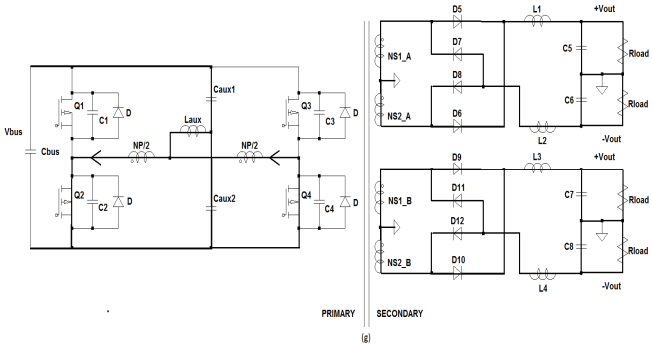 D5
L1
+Vout
NS1_A
D7
C5
Rload
D8
NS2_A
C6
Rload
D6
L2
-Vout
Q1
C1
D
Caux1
Laux
Q3
C3
D
Vbus
Cbus
NP/2
NP/2
Q2
C2
D
Caux2
Q4
C4
D
D9
L3
+Vout
NS1_B
D11
C7
Rload
D12
NS2_B
C8
Rload
D10
L4
-Vout
PRIMARY
SECONDARY
(g)